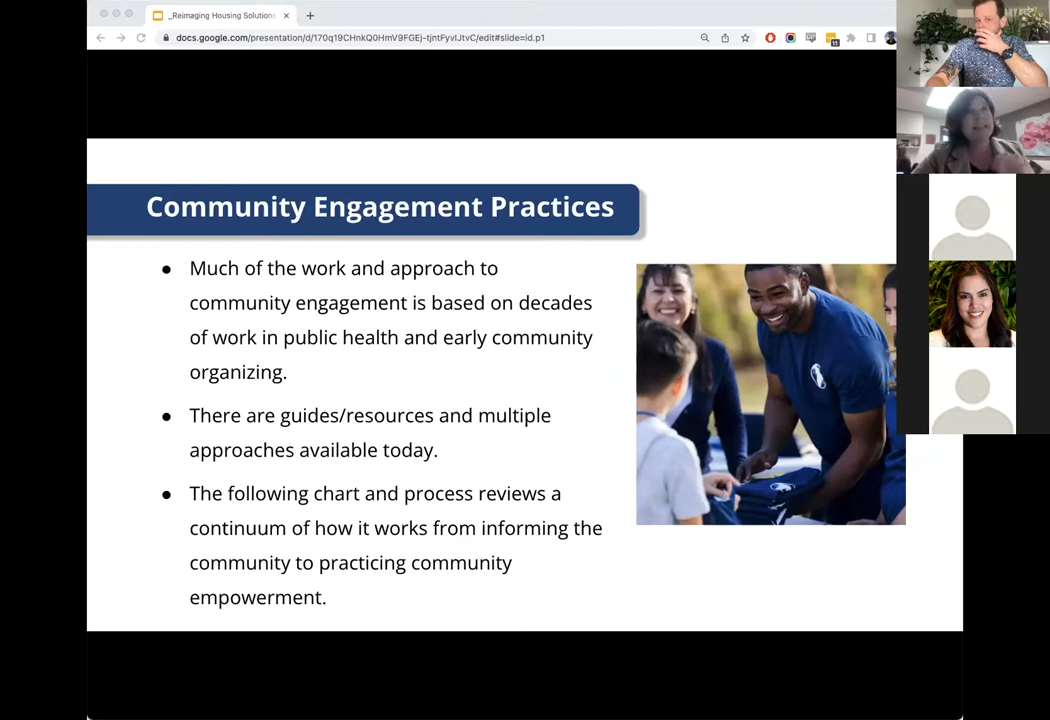 _Reimaging Housing Solutions
docs.google.com/presentation/d/170q19CHnkQ0HmV9FGEj-tjntFyvIJtvC/edit#slide=id.p1
11
Community Engagement Practices
● Much of the work and approach to
community engagement is based on decades
of work in public health and early community
organizing.
● There are guides/resources and multiple
approaches available today.
● The following chart and process reviews a
continuum of how it works from informing the
community to practicing community
empowerment.